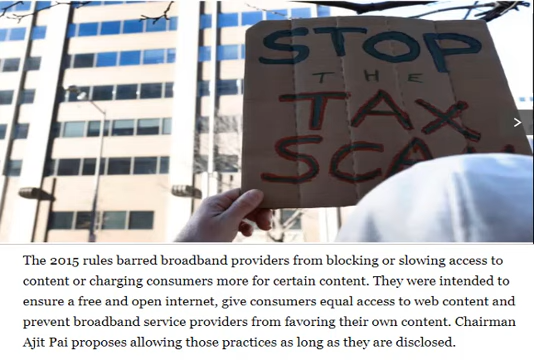 STOP
THE
TAX
The 2015 rules barred broadband providers from blocking or slowing access to
content or charging consumers more for certain content. They were intended to
ensure a free and open internet, give consumers equal access to web content and
prevent broadband service providers from favoring their own content. Chairman
Ajit Pai proposes allowing those practices as long as they are disclosed.